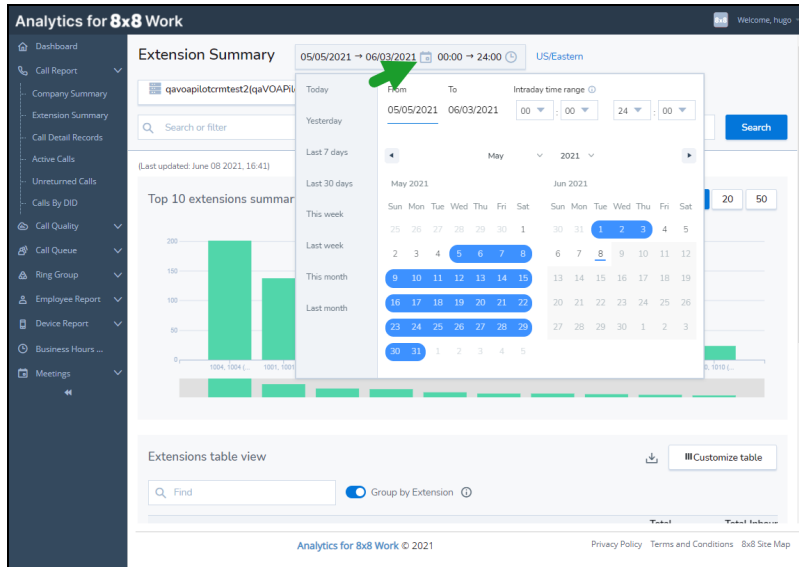 Analytics for 8x8 Work
8x8 Welcome, hugo
Dashboard
Call Report
Company Summary
Extension Summary
Call Detail Records
Active Calls
Unreturned Calls
Calls By DID
Call Quality
Call Queue
Ring Group
Employee Report
Device Report
Business Hours ...
Meetings
Extension Summary
05/05/2021 → 06/03/2021 00:00 → 24:00
US/Eastern
qavoapilotcrmtest2(qaVOAPil
Search or filter
Search
(Last updated: June 08 2021, 16:41)
Today
Yesterday
Last 7 days
Last 30 days
This week
Last week
This month
Last month
From To Intraday time range
05/05/2021 06/03/2021 00 : 00 24 : 00
May 2021
May 2021
Sun Mon Tue Wed Thu Fri Sat
25 26 27 28 29 30 1
2 3 4 5 6 7 8
9 10 11 12 13 14 15
16 17 18 19 20 21 22
23 24 25 26 27 28 29
30 31 1 2 3 4 5
Jun 2021
Sun Mon Tue Wed Thu Fri Sat
30 31 1 2 3 4 5
6 7 8 9 10 11 12
13 14 15 16 17 18 19
20 21 22 23 24 25 26
27 28 29 30 1 2 3
Top 10 extensions summar
20 50
200
150
100
50
0
1004, 1004 (... 1001, 1001 0, 1010 (...
Extensions table view
Customize table
Find
Group by Extension
Total Total Inbour
Analytics for 8x8 Work © 2021
Privacy Policy Terms and Conditions 8x8 Site Map